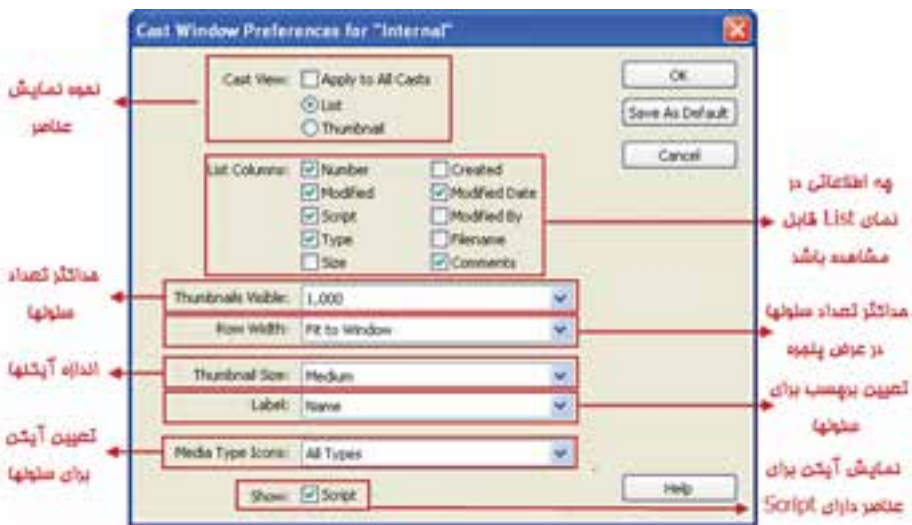 Cast Window Preferences for "Internal"
Cast View: Apply to All Casts
List
Thumbnail
OK
Save As Default
Cancel
نحوه نمایش
عناصر
List Columns: Number Created
Modified Modified Date
Script Modified By
Type Filename
Size Comments
چه اطلاعاتی در
نمای List قابل
مشاهده باشد
حداکثر تعداد
سلولها
Thumbnails Visible: 1,000
Row Width: Fit to Window
حداکثر تعداد سلولها
در عرض پنجره
اندازه آیکنها
Thumbnail Size: Medium
Label: Name
تعیین برچسب برای
سلولها
تعیین آیکن
برای سلولها
Media Type Icons: All Types
Show: Script
Help
نمایش آیکن برای
عناصر دارای Script